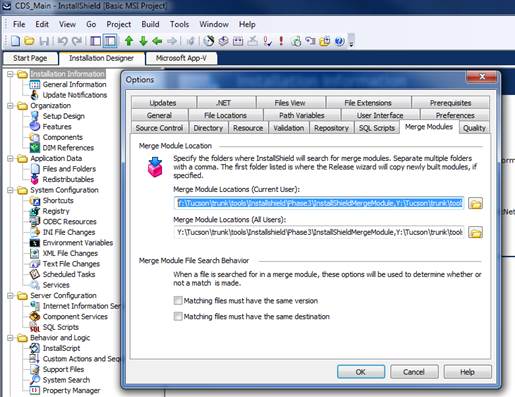 CDS_Main - InstallShield [Basic MSI Project]
File Edit View Go Project Build Tools Window Help
Start Page Installation Designer Microsoft App-V
Installation Information
General Information
Update Notifications
Organization
Setup Design
Features
Components
DIM References
Application Data
Files and Folders
Redistributables
System Configuration
Shortcuts
Registry
ODBC Resources
INI File Changes
Environment Variables
XML File Changes
Text File Changes
Scheduled Tasks
Services
Server Configuration
Internet Information Ser
Component Services
SQL Scripts
Behavior and Logic
InstallScript
Custom Actions and Sequ
Support Files
System Search
Property Manager
Options
Updates .NET Files View File Extensions Prerequisites
General File Locations Path Variables User Interface Preferences
Source Control Directory Resource Validation Repository SQL Scripts Merge Modules Quality
Merge Module Location
Specify the folders where InstallShield will search for merge modules. Separate multiple folders
with a comma. The first folder listed is where the Release wizard will copy newly built modules, if
specified.
Merge Module Locations (Current User)
Y:\Tucson\trunk\tools\Installshield\Phase3\InstallShieldMergeModule,Y:\Tucson\trunk\tool
Merge Module Locations (All Users)
Y:\Tucson\trunk\tools\Installshield\Phase3\InstallShieldMergeModule,Y:\Tucson\trunk\tools
Merge Module File Search Behavior
When a file is searched for in a merge module, these options will be used to determine whether or
not a match is made.
Matching files must have the same version
Matching files must have the same destination
OK Cancel Help